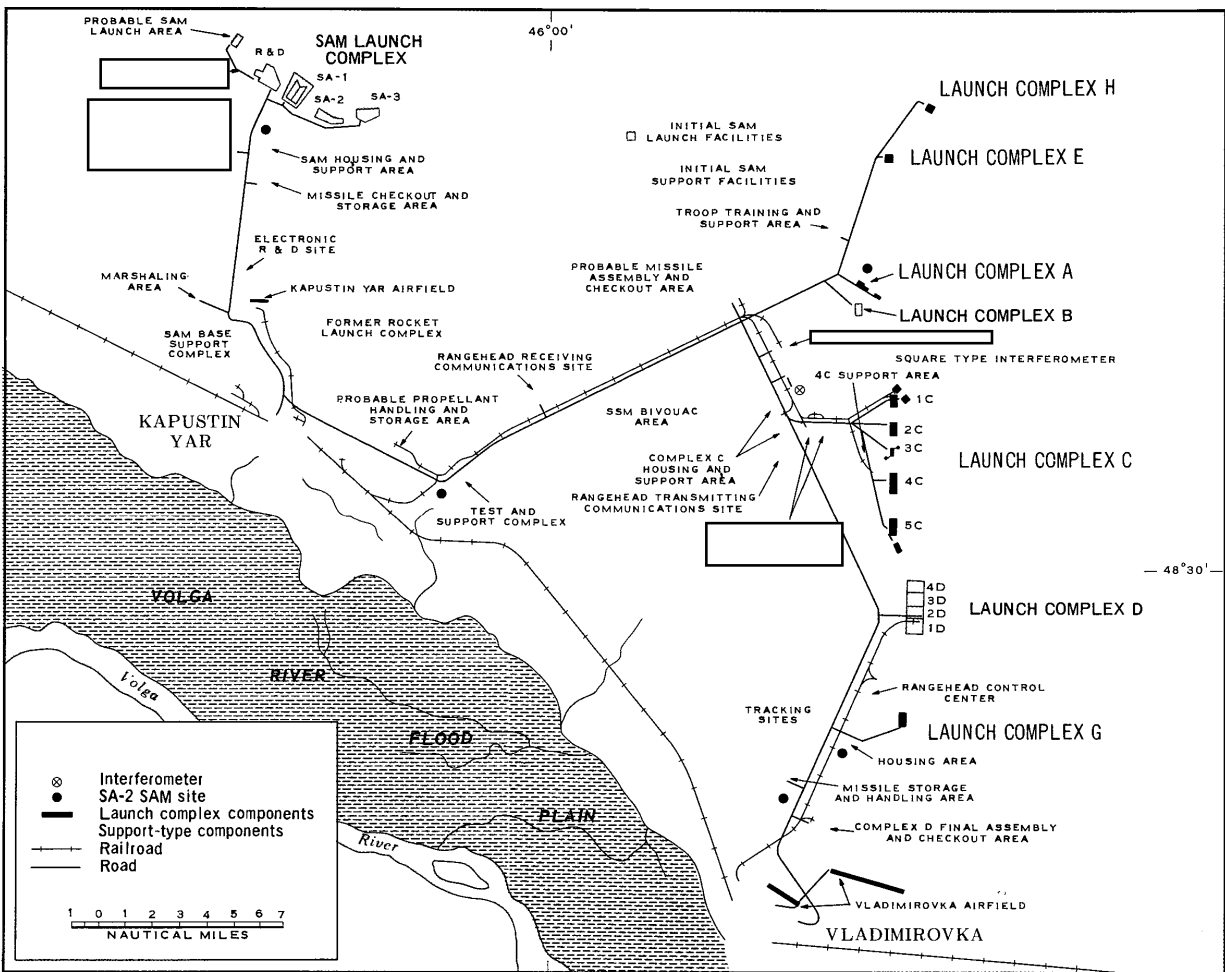 PROBABLE SAM
LAUNCH AREA
R & D
SAM LAUNCH
COMPLEX
46°00'
SA-1
SA-2
SA-3
SAM HOUSING AND
SUPPORT AREA
MISSILE CHECKOUT AND
STORAGE AREA
ELECTRONIC
R & D SITE
MARSHALING
AREA
KAPUSTIN YAR AIRFIELD
SAM BASE
SUPPORT
COMPLEX
FORMER ROCKET
LAUNCH COMPLEX
INITIAL SAM
LAUNCH FACILITIES
INITIAL SAM
SUPPORT FACILITIES
TROOP TRAINING AND
SUPPORT AREA
PROBABLE MISSILE
ASSEMBLY AND
CHECKOUT AREA
LAUNCH COMPLEX H
LAUNCH COMPLEX E
LAUNCH COMPLEX A
LAUNCH COMPLEX B
SQUARE TYPE INTERFEROMETER
4C SUPPORT AREA
1C
2C
3C
4C
5C
LAUNCH COMPLEX C
RANGEHEAD RECEIVING
COMMUNICATIONS SITE
PROBABLE PROPELLANT
HANDLING AND
STORAGE AREA
SSM BIVOUAC
AREA
COMPLEX C
HOUSING AND
SUPPORT AREA
RANGEHEAD TRANSMITTING
COMMUNICATIONS SITE
KAPUSTIN
YAR
TEST AND
SUPPORT COMPLEX
48°30'
4D
3D
2D
1D
LAUNCH COMPLEX D
RANGEHEAD CONTROL
CENTER
TRACKING
SITES
LAUNCH COMPLEX G
HOUSING AREA
MISSILE STORAGE
AND HANDLING AREA
COMPLEX D FINAL ASSEMBLY
AND CHECKOUT AREA
VLADIMIROVKA AIRFIELD
VLADIMIROVKA
VOLGA
RIVER
FLOOD
PLAIN
Volga
River
Interferometer
SA-2 SAM site
Launch complex components
Support-type components
Railroad
Road
1 0 1 2 3 4 5 6 7
NAUTICAL MILES